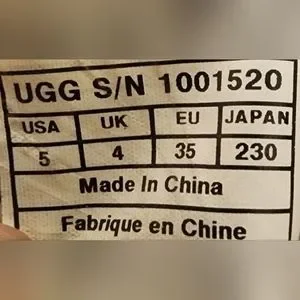 UGG S/N 1001520
USA UK EU JAPAN
5 4 35 230
Made In China
Fabrique en Chine